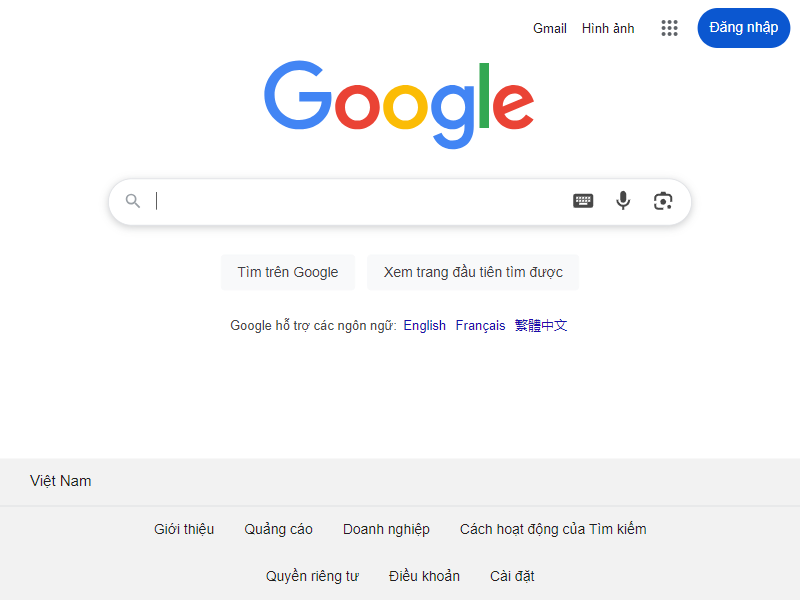 Gmail Hình ảnh Đăng nhập
Google
Tìm trên Google Xem trang đầu tiên tìm được
Google hỗ trợ các ngôn ngữ: English Français 繁體中文
Việt Nam
Giới thiệu Quảng cáo Doanh nghiệp Cách hoạt động của Tìm kiếm
Quyền riêng tư Điều khoản Cài đặt